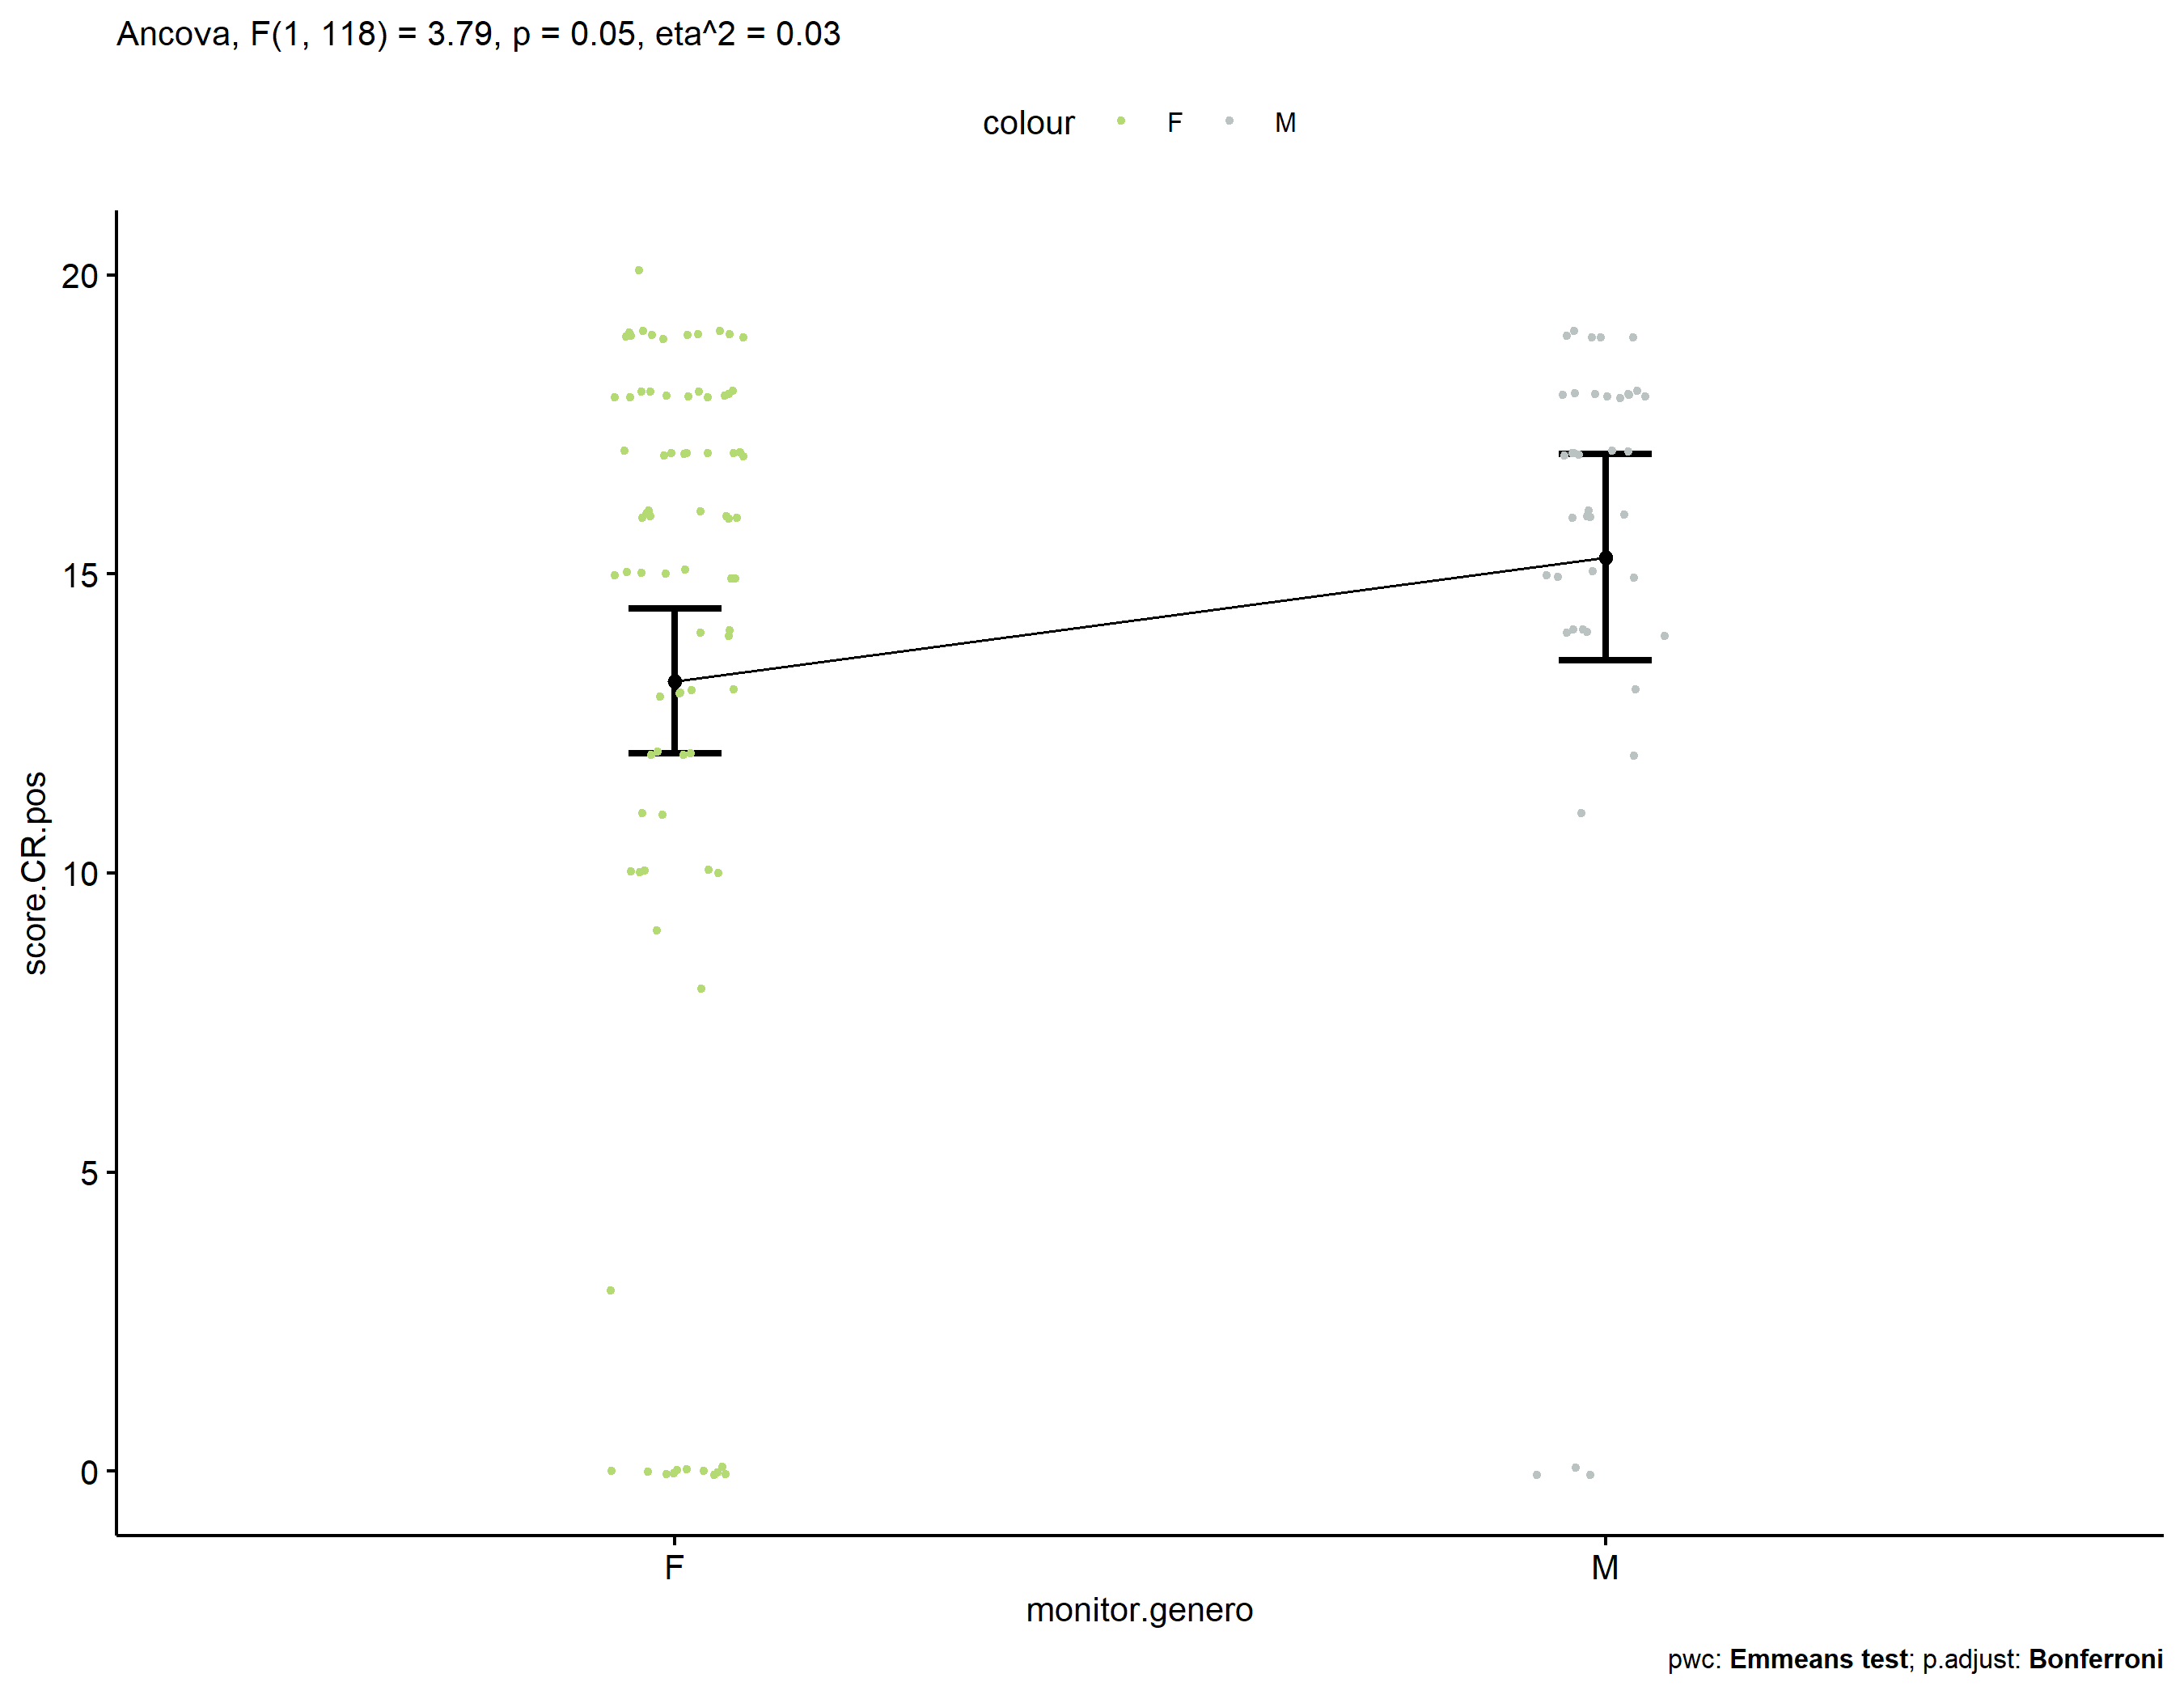 Ancova, F(1, 118) = 3.79, p = 0.05, eta^2 = 0.03
colour F M
20
15
10
5
0
score.CR.pos
F M
monitor.genero
pwc: Emmeans test; p.adjust: Bonferroni